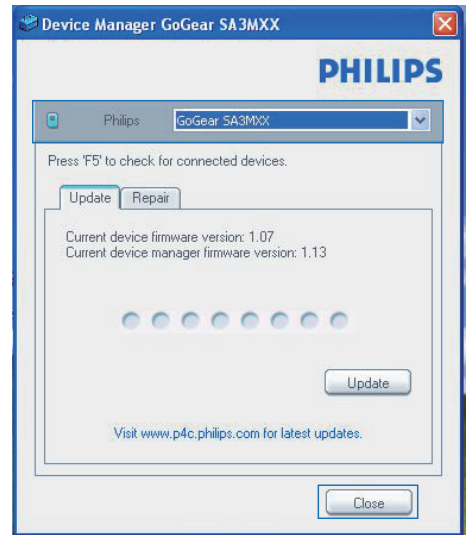 Device Manager GoGear SA3MXX
PHILIPS
Philips GoGear SA3MXX
Press 'F5' to check for connected devices.
Update Repair
Current device firmware version: 1.07
Current device manager firmware version: 1.13
Update
Visit www.p4c.philips.com for latest updates.
Close